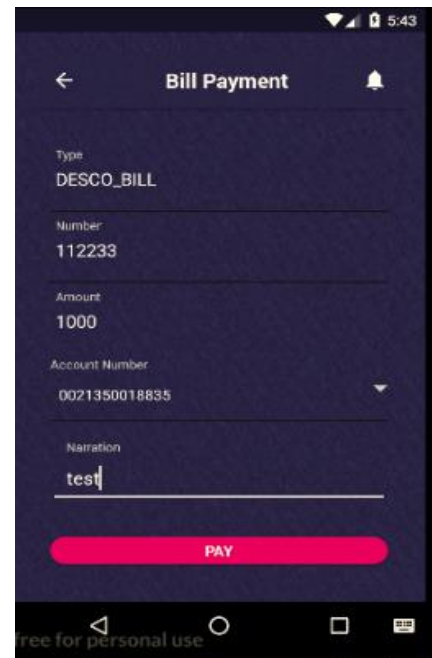 5:43
Bill Payment
Type
DESCO_BILL
Number
112233
Amount
1000
Account Number
0021350018835
Narration
test
PAY
free for personal use